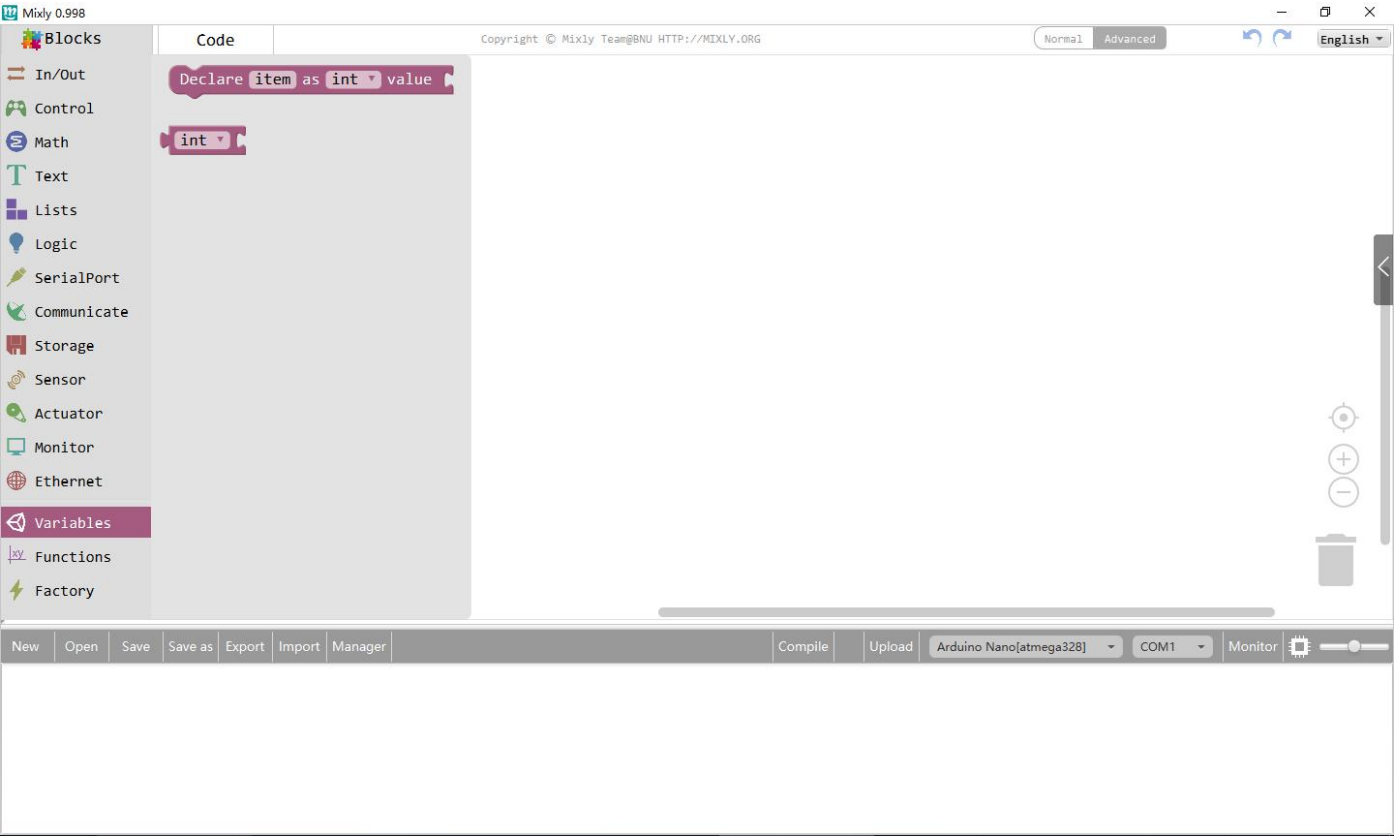 Mixly 0.998
Blocks
Code
Copyright © Mixly Team@BNU HTTP://MIXLY.ORG
Normal
Advanced
English
In/Out
Control
Math
Text
Lists
Logic
SerialPort
Communicate
Storage
Sensor
Actuator
Monitor
Ethernet
Variables
Functions
Factory
Declare item as int value
int
New
Open
Save
Save as
Export
Import
Manager
Compile
Upload
Arduino Nano[atmega328]
COM1
Monitor